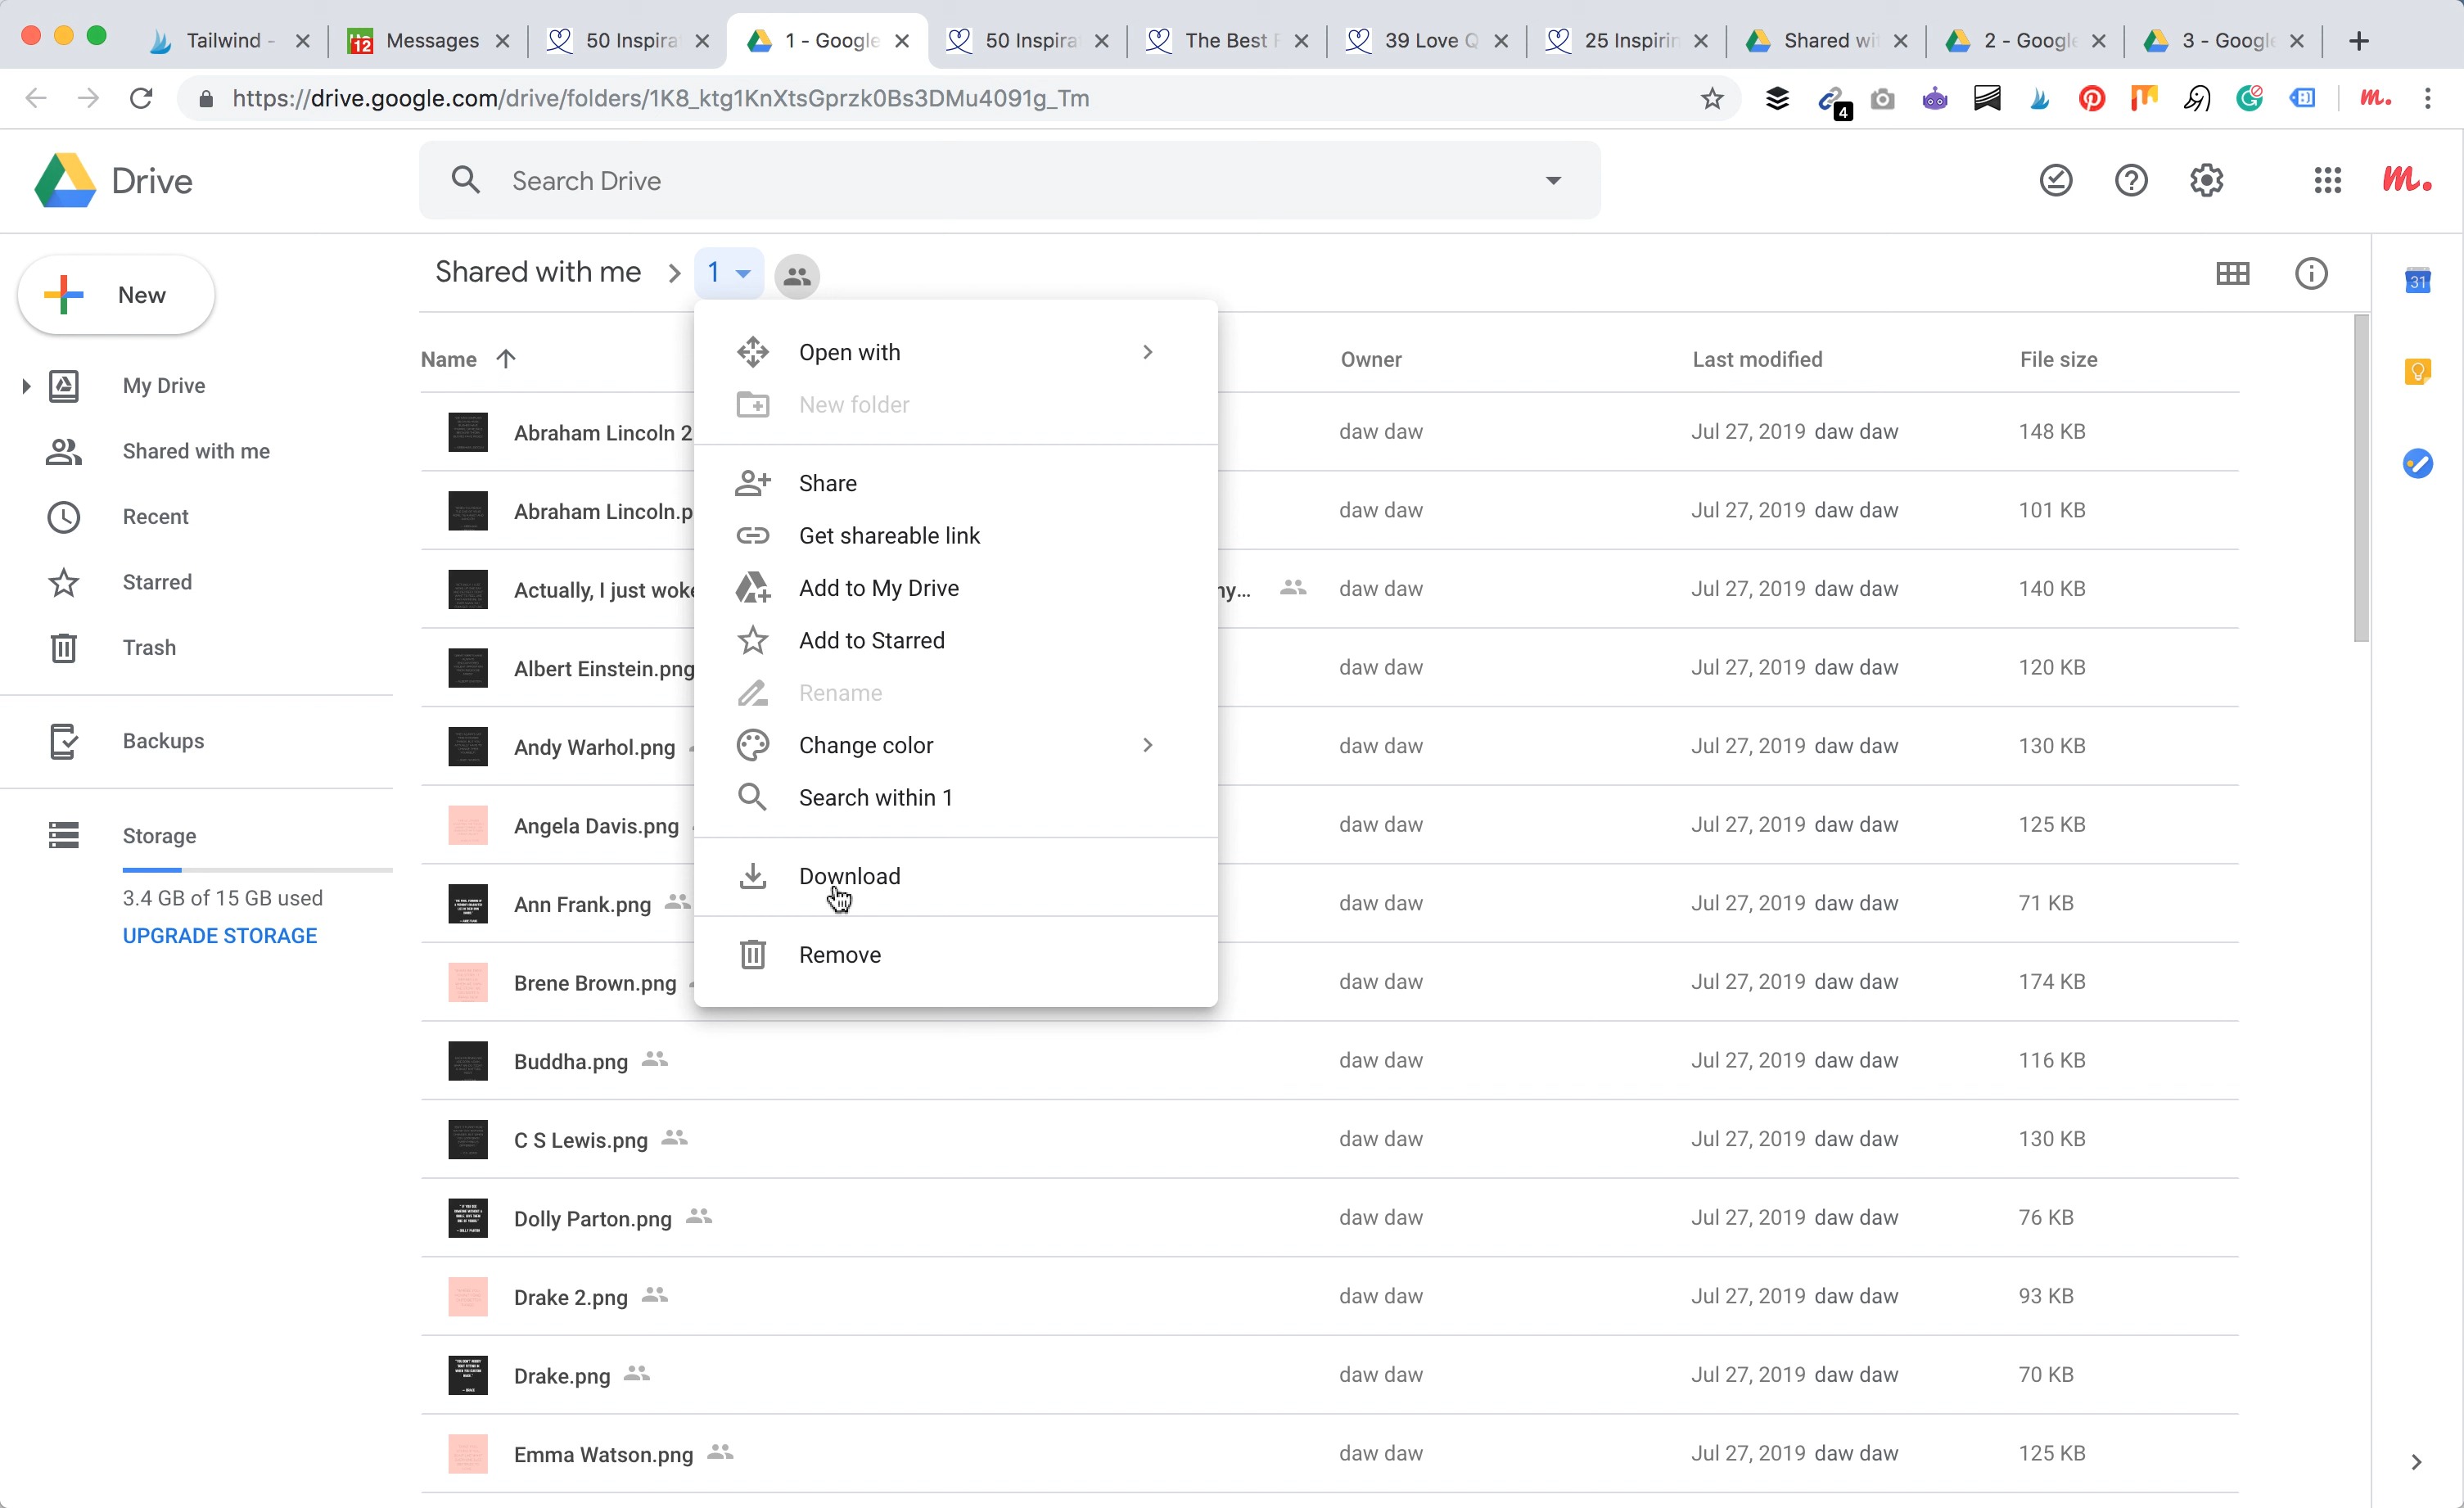 Tailwind -
12
Messages
50 Inspira
1 - Google
50 Inspira
The Best
39 Love Q
25 Inspirin
Shared wi
2 - Google
3 - Google
https://drive.google.com/drive/folders/1K8_ktg1KnXtsGprzk0Bs3DMu4091g_Tm
4
m.
Drive
Search Drive
m.
New
Shared with me
1
31
Name
Owner
Last modified
File size
My Drive
Shared with me
Recent
Starred
Trash
Backups
Storage
3.4 GB of 15 GB used
UPGRADE STORAGE
Open with
New folder
Share
Get shareable link
Add to My Drive
Add to Starred
Rename
Change color
Search within 1
Download
Remove
Abraham Lincoln 2
daw daw
Jul 27, 2019 daw daw
148 KB
Abraham Lincoln.p
daw daw
Jul 27, 2019 daw daw
101 KB
Actually, I just woke
ny...
daw daw
Jul 27, 2019 daw daw
140 KB
Albert Einstein.png
daw daw
Jul 27, 2019 daw daw
120 KB
Andy Warhol.png
daw daw
Jul 27, 2019 daw daw
130 KB
Angela Davis.png
daw daw
Jul 27, 2019 daw daw
125 KB
Ann Frank.png
daw daw
Jul 27, 2019 daw daw
71 KB
Brene Brown.png
daw daw
Jul 27, 2019 daw daw
174 KB
Buddha.png
daw daw
Jul 27, 2019 daw daw
116 KB
C S Lewis.png
daw daw
Jul 27, 2019 daw daw
130 KB
Dolly Parton.png
daw daw
Jul 27, 2019 daw daw
76 KB
Drake 2.png
daw daw
Jul 27, 2019 daw daw
93 KB
Drake.png
daw daw
Jul 27, 2019 daw daw
70 KB
Emma Watson.png
daw daw
Jul 27, 2019 daw daw
125 KB